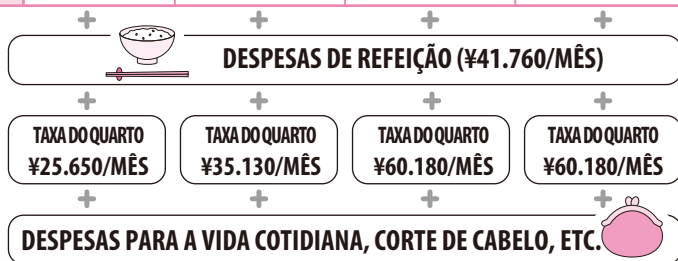 + + + +
DESPESAS DE REFEIÇÃO (¥41.760/MÊS)
+ + + +
TAXA DO QUARTO TAXA DO QUARTO TAXA DO QUARTO TAXA DO QUARTO
¥25.650/MÊS ¥35.130/MÊS ¥60.180/MÊS ¥60.180/MÊS
+ + + +
DESPESAS PARA A VIDA COTIDIANA, CORTE DE CABELO, ETC.